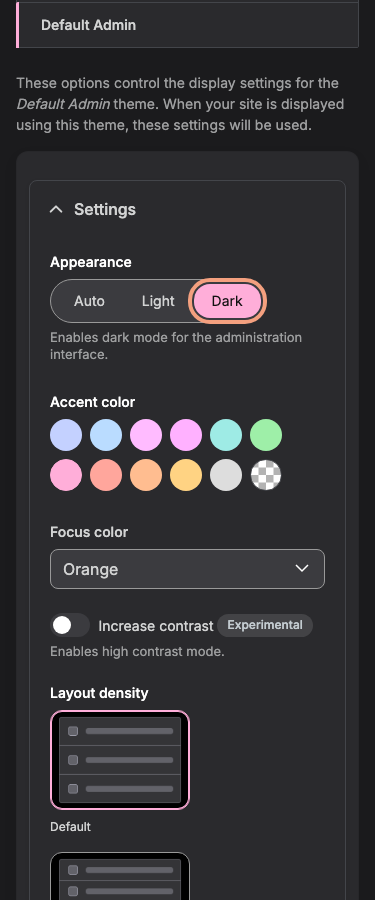 Default Admin
These options control the display settings for the
Default Admin theme. When your site is displayed
using this theme, these settings will be used.
Settings
Appearance
Auto
Light
Dark
Enables dark mode for the administration
interface.
Accent color
Focus color
Orange
Increase contrast
Experimental
Enables high contrast mode.
Layout density
Default